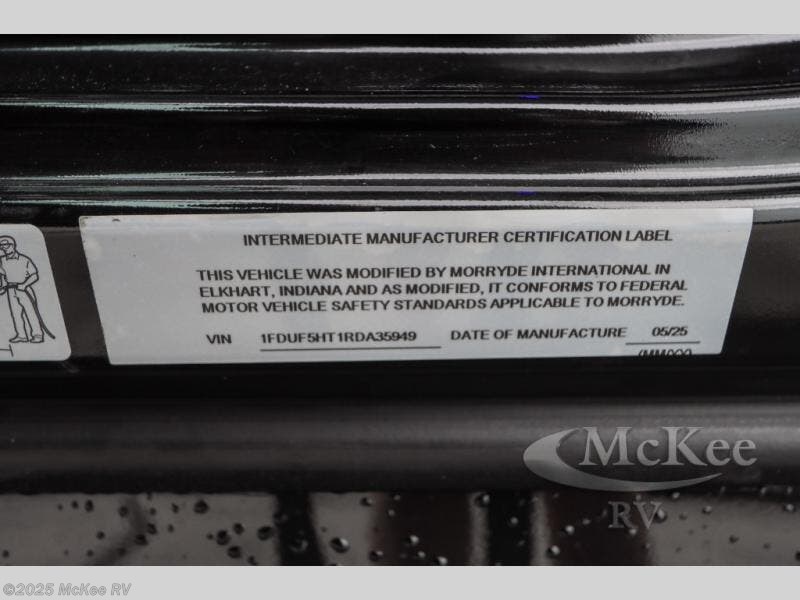 INTERMEDIATE MANUFACTURER CERTIFICATION LABEL
THIS VEHICLE WAS MODIFIED BY MORRYDE INTERNATIONAL IN
ELKHART, INDIANA AND AS MODIFIED, IT CONFORMS TO FEDERAL
MOTOR VEHICLE SAFETY STANDARDS APPLICABLE TO MORRYDE.
VIN 1FDUF5HT1RDA35949 DATE OF MANUFACTURE 05/25
McKee
RV
©2025 McKee RV